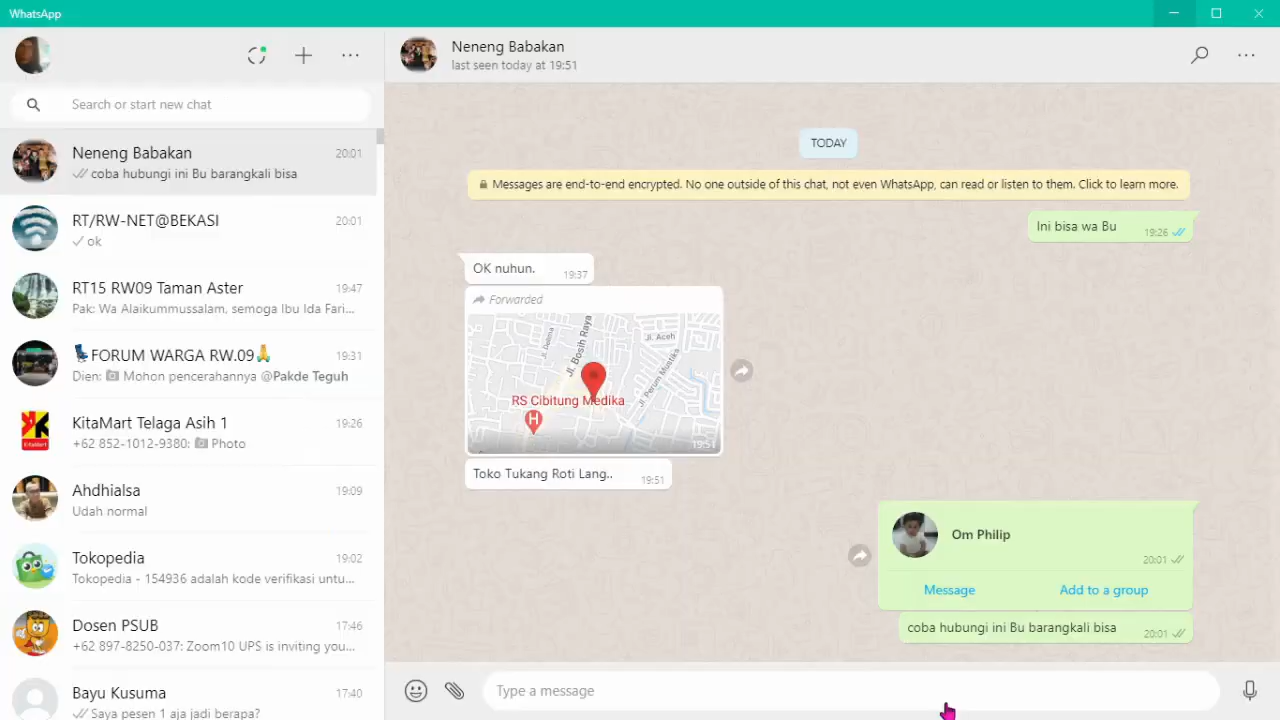 WhatsApp
Search or start new chat
Neneng Babakan 20:01
coba hubungi ini Bu barangkali bisa
RT/RW-NET@BEKASI 20:01
ok
RT15 RW09 Taman Aster 19:47
Pak: Wa Alaikummussalam, semoga Ibu Ida Fari...
FORUM WARGA RW.09 19:31
Dien: Mohon pencerahannya @Pakde Teguh
KitaMart Telaga Asih 1 19:26
+62 852-1012-9380: Photo
Ahdhialsa 19:09
Udah normal
Tokopedia 19:02
Tokopedia - 154936 adalah kode verifikasi untu...
Dosen PSUB 17:46
+62 897-8250-037: Zoom10 UPS is inviting you...
Bayu Kusuma 17:40
Saya pesen 1 aja jadi berapa?
Neneng Babakan
last seen today at 19:51
TODAY
Messages are end-to-end encrypted. No one outside of this chat, not even WhatsApp, can read or listen to them. Click to learn more.
Ini bisa wa Bu 19:26
OK nuhun. 19:37
Forwarded
Jl. Bosih Raya
Jl. Aceh
Jl. Perum Mustika
RS Cibitung Medika
H
19:51
Toko Tukang Roti Lang.. 19:51
Om Philip
20:01
Message Add to a group
coba hubungi ini Bu barangkali bisa 20:01
Type a message